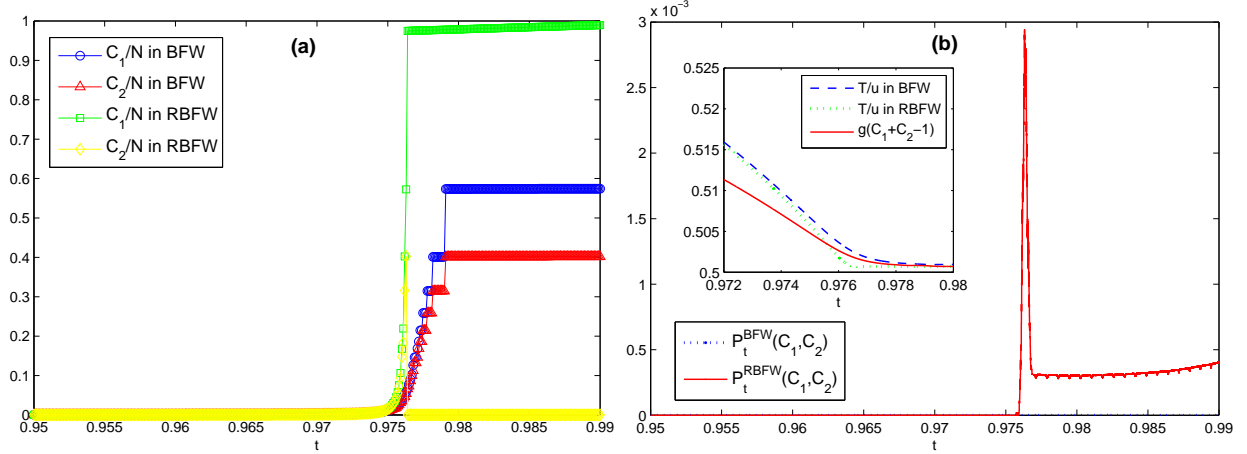 (a)
C1/N in BFW
C2/N in BFW
C1/N in RBFW
C2/N in RBFW
1
0.9
0.8
0.7
0.6
0.5
0.4
0.3
0.2
0.1
0
0.95 0.955 0.96 0.965 0.97 0.975 0.98 0.985 0.99
t
x 10^−3
(b)
3
2.5
2
1.5
1
0.5
0
0.525
0.52
0.515
0.51
0.505
0.5
T/u in BFW
T/u in RBFW
g(C1+C2−1)
0.972 0.974 0.976 0.978 0.98
t
Pt^BFW(C1,C2)
Pt^RBFW(C1,C2)
0.95 0.955 0.96 0.965 0.97 0.975 0.98 0.985 0.99
t